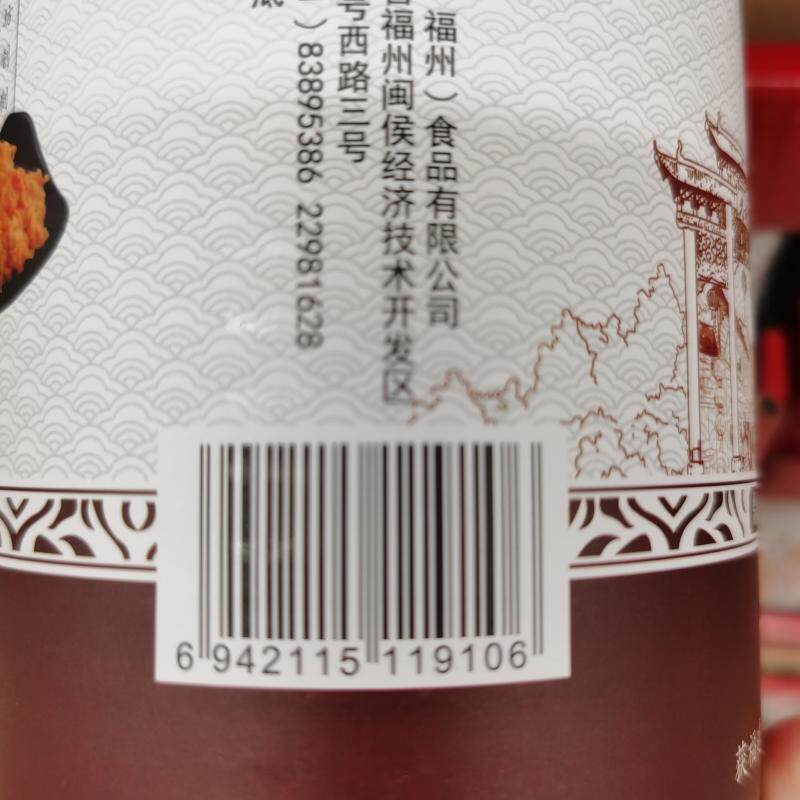 福州）食品有限公司
福州闽侯经济技术开发区
号西路三号
）83895386 22981628
6 942115 119106